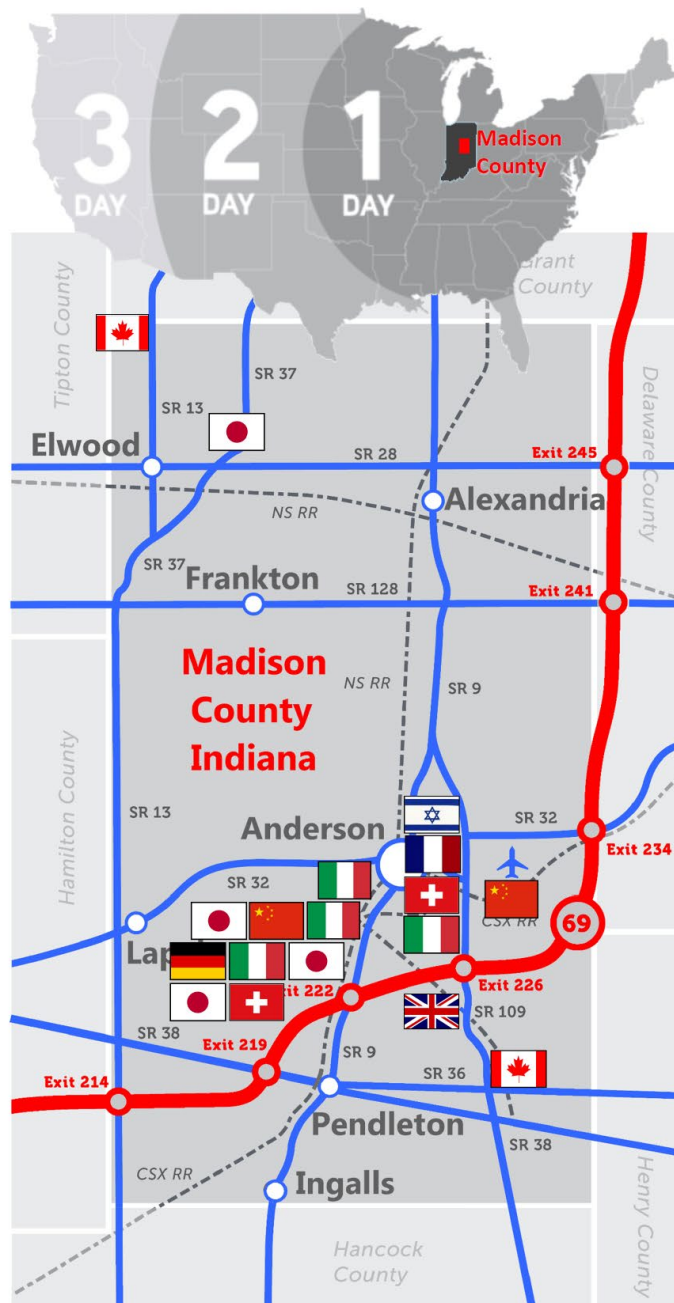 3
DAY
2
DAY
1
DAY
Madison
County
Grant
County
Tipton County
Delaware County
SR 37
SR 13
Elwood
SR 28
Exit 245
Alexandria
NS RR
SR 37
Frankton
SR 128
Exit 241
Madison
County
Indiana
NS RR
SR 9
Hamilton County
SR 13
Anderson
SR 32
Exit 234
SR 32
CSX RR
69
Exit 226
SR 109
SR 38
Exit 219
SR 9
SR 36
Exit 214
Pendleton
SR 38
CSX RR
Ingalls
Henry County
Hancock
County